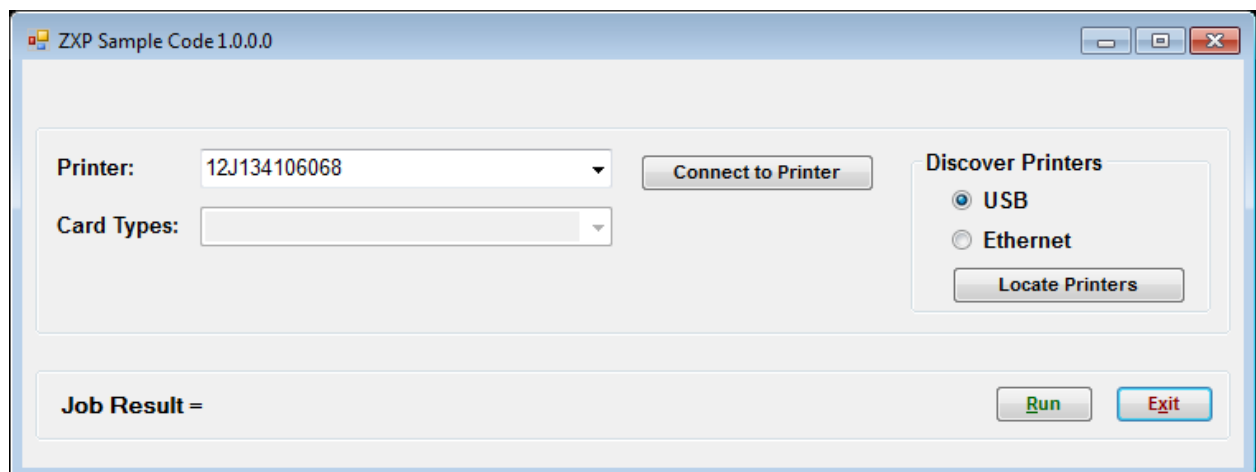 ZXP Sample Code 1.0.0.0
Printer:
12J134106068
Connect to Printer
Discover Printers
USB
Card Types:
Ethernet
Locate Printers
Job Result =
Run
Exit